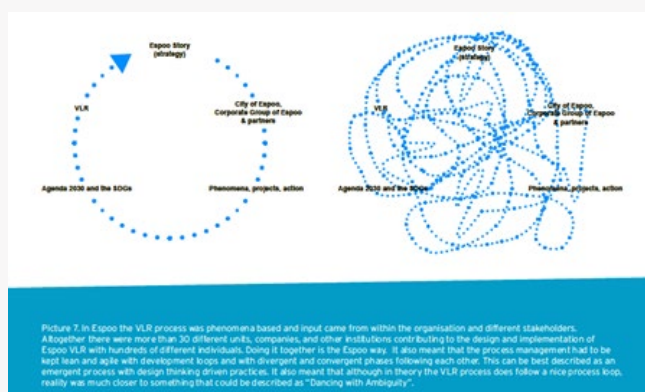 Espoo Story
(strategy)
VLR
City of Espoo,
Corporate Group of Espoo
& partners
Agenda 2030 and the SDGs
Phenomena, projects, action
Espoo Story
(strategy)
VLR
City of Espoo,
Corporate Group of Espoo
& partners
Agenda 2030 and the SDGs
Phenomena, projects, action
Picture 7. In Espoo the VLR process was phenomena based and input came from within the organisation and different stakeholders.
Altogether there were more than 30 different units, companies, and other institutions contributing to the design and implementation of
Espoo VLR with hundreds of different individuals. Doing it together is the Espoo way. It also meant that the process management had to be
kept lean and agile with development loops and with divergent and convergent phases following each other. This can be best described as an
emergent process with design thinking driven practices. It also meant that although in theory the VLR process does follow a nice process loop,
reality was much closer to something that could be described as "Dancing with Ambiguity".